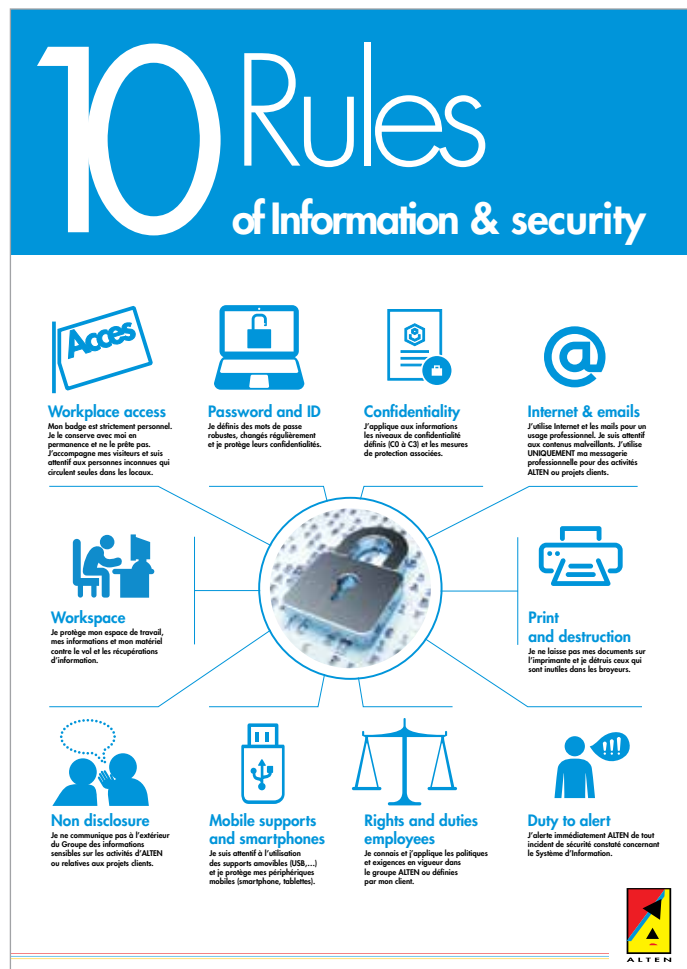 10 Rules
of Information & security
Acces
Workplace access
Mon badge est strictement personnel.
Je le conserve avec moi en
permanence et ne le prête pas.
J'accompagne mes visiteurs et suis
attentif aux personnes inconnues qui
circulent seules dans les locaux.
Password and ID
Je définis des mots de passe
robustes, changés régulièrement
et je protège leurs confidentialités.
Confidentiality
J'applique aux informations
les niveaux de confidentialité
définis (C0 à C3) et les mesures
de protection associées.
@
Internet & emails
J'utilise Internet et les mails pour un
usage professionnel. Je suis attentif
aux contenus malveillants. J'utilise
UNIQUEMENT ma messagerie
professionnelle pour des activités
ALTEN ou projets clients.
Workspace
Je protège mon espace de travail,
mes informations et mon matériel
contre le vol et les récupérations
d'information.
Print
and destruction
Je ne laisse pas mes documents sur
l'imprimante et je détruis ceux qui
sont inutiles dans les broyeurs.
Non disclosure
Je ne communique pas à l'extérieur
du Groupe des informations
sensibles sur les activités d'ALTEN
ou relatives aux projets clients.
Mobile supports
and smartphones
Je suis attentif à l'utilisation
des supports amovibles (USB,...)
et je protège mes périphériques
mobiles (smartphone, tablettes).
Rights and duties
employees
Je connais et j'applique les politiques
et exigences en vigueur dans
le groupe ALTEN ou définies
par mon client.
!!!
Duty to alert
J'alerte immédiatement ALTEN de tout
incident de sécurité constaté concernant
le Système d'Information.
ALTEN